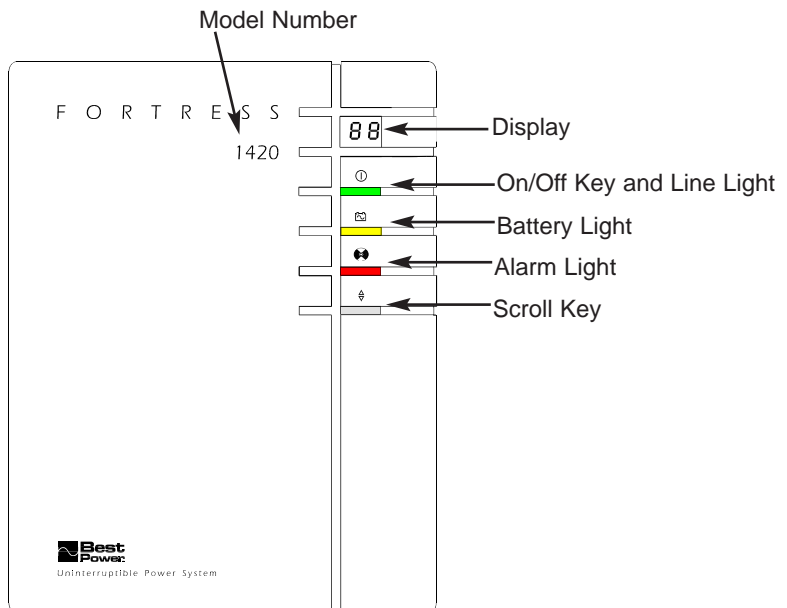 Model Number
F O R T R E S S
1420
88
Display
On/Off Key and Line Light
Battery Light
Alarm Light
Scroll Key
Best
Power
Uninterruptible Power System